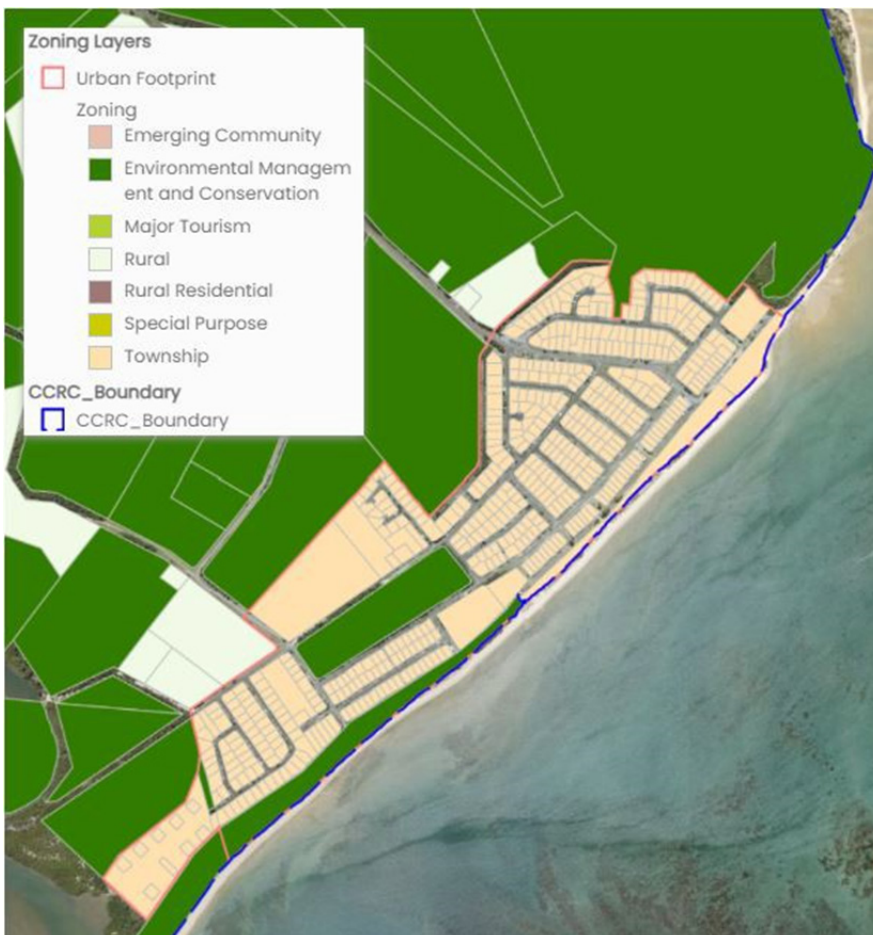 Zoning Layers
Urban Footprint
Zoning
Emerging Community
Environmental Managem
ent and Conservation
Major Tourism
Rural
Rural Residential
Special Purpose
Township
CCRC_Boundary
CCRC_Boundary